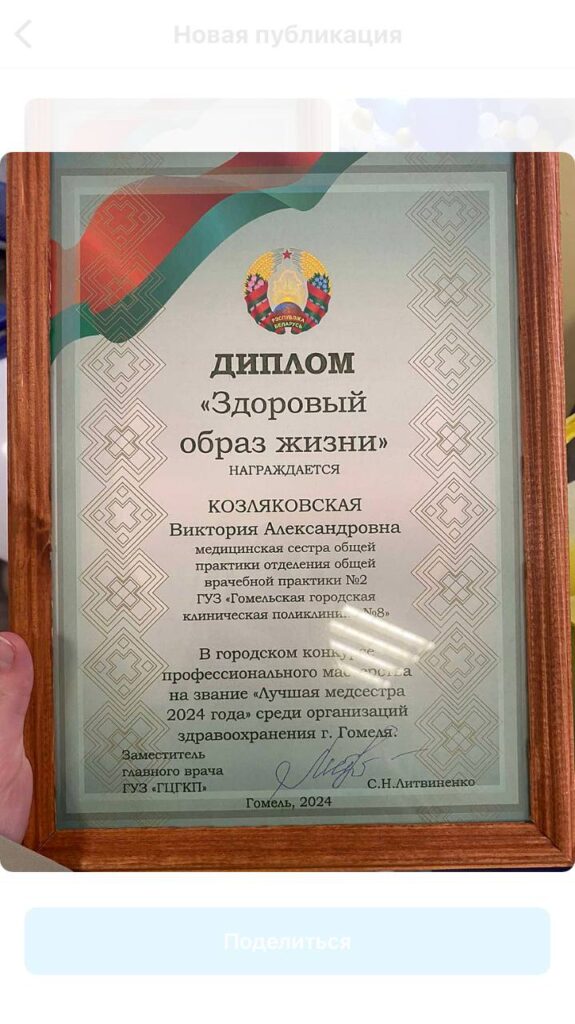 Новая публикация
РЕСПУБЛИКА
БЕЛАРУСЬ
ДИПЛОМ
«Здоровый
образ жизни»
НАГРАЖДАЕТСЯ
КОЗЛЯКОВСКАЯ
Виктория Александровна
медицинская сестра общей
практики отделения общей
врачебной практики №2
ГУЗ «Гомельская городская
клиническая поликлиника №8»
В городском конкурсе
профессионального мастерства
на звание «Лучшая медсестра
2024 года» среди организаций
здравоохранения г. Гомеля.
Заместитель
главного врача
ГУЗ «ГЦГКП»
С.Н.Литвиненко
Гомель, 2024
Поделиться